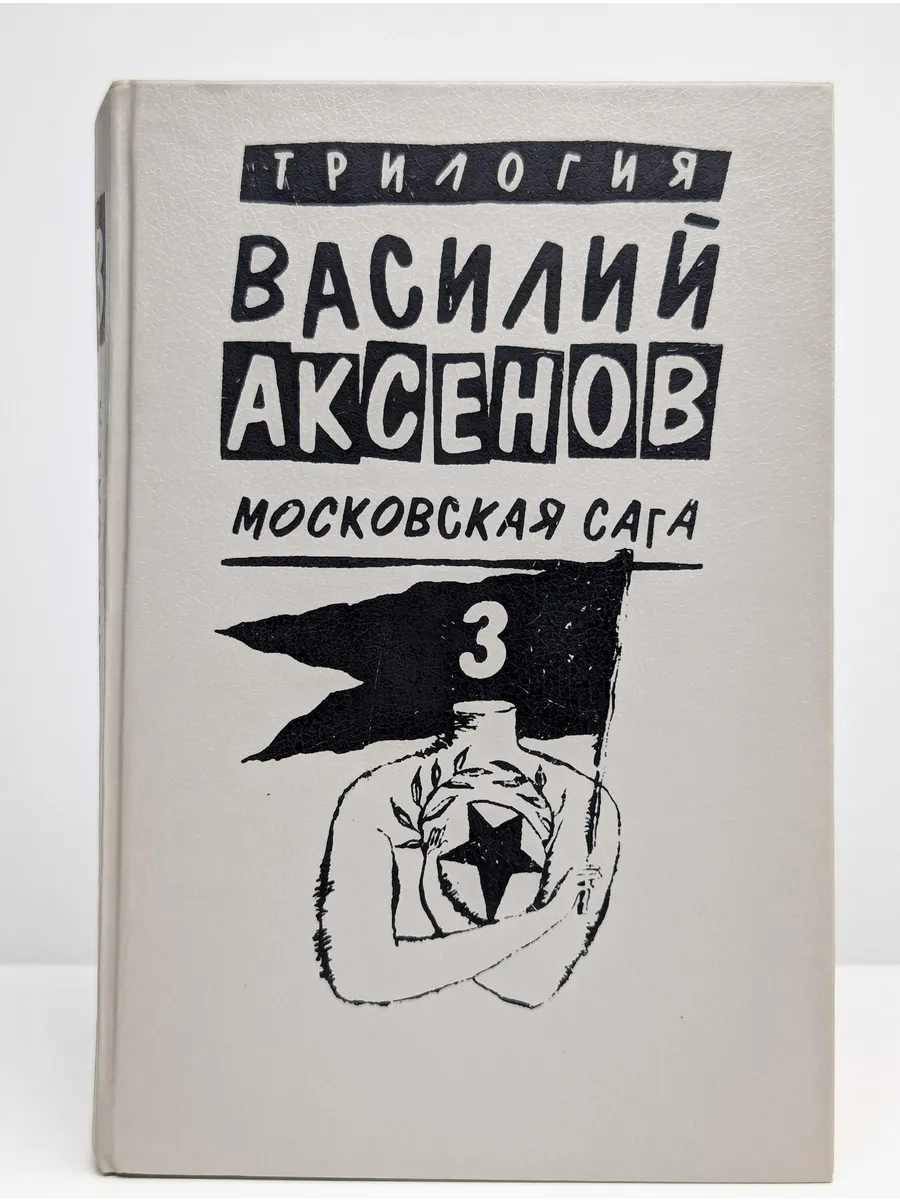 ТРИЛОГИЯ
ВАСИЛИЙ
АКСЕНОВ
МОСКОВСКАЯ САГА
3